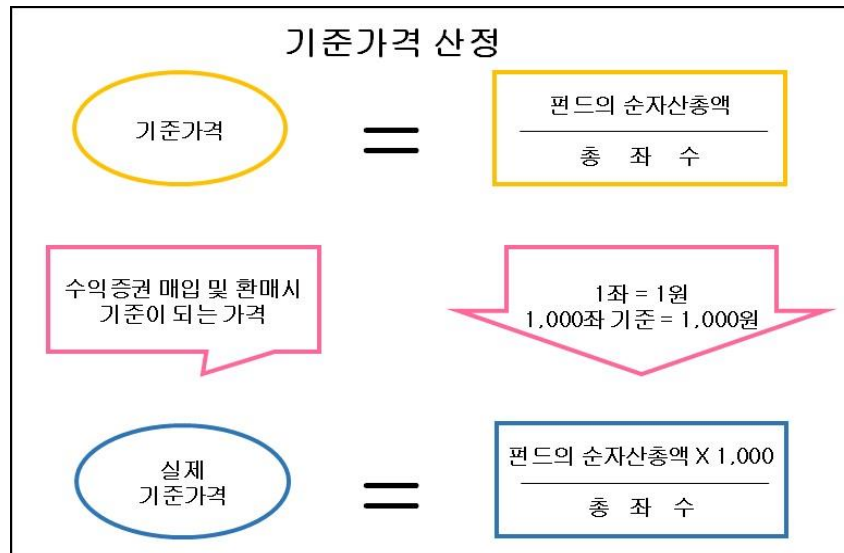 기준가격 산정
기준가격
=
펀드의 순자산총액
총 좌 수
수익증권 매입 및 환매시
기준이 되는 가격
1좌 = 1원
1,000좌 기준 = 1,000원
실제
기준가격
=
펀드의 순자산총액 X 1,000
총 좌 수